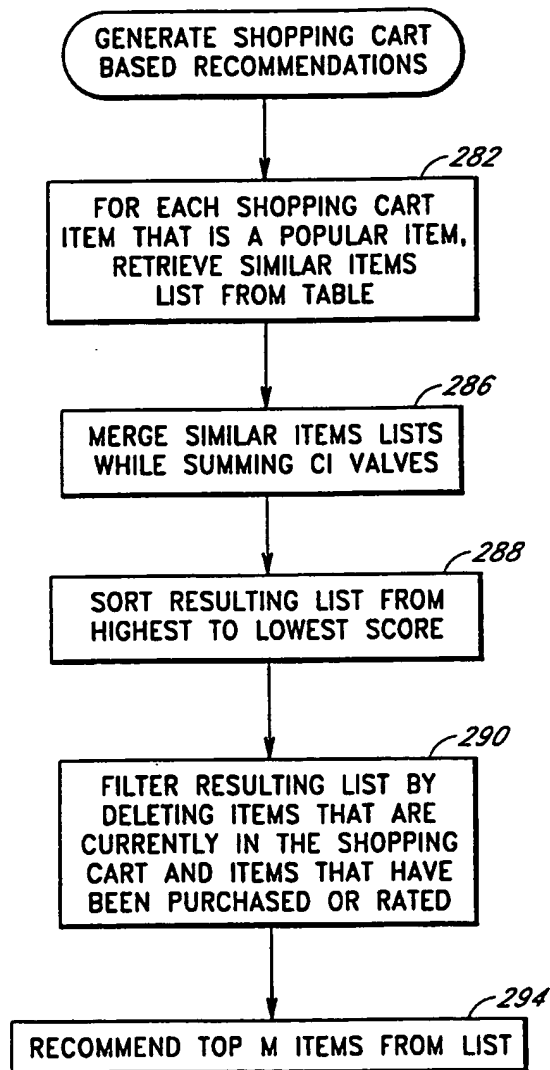 GENERATE SHOPPING CART
BASED RECOMMENDATIONS
282
FOR EACH SHOPPING CART
ITEM THAT IS A POPULAR ITEM,
RETRIEVE SIMILAR ITEMS
LIST FROM TABLE
286
MERGE SIMILAR ITEMS LISTS
WHILE SUMMING CI VALVES
288
SORT RESULTING LIST FROM
HIGHEST TO LOWEST SCORE
290
FILTER RESULTING LIST BY
DELETING ITEMS THAT ARE
CURRENTLY IN THE SHOPPING
CART AND ITEMS THAT HAVE
BEEN PURCHASED OR RATED
294
RECOMMEND TOP M ITEMS FROM LIST